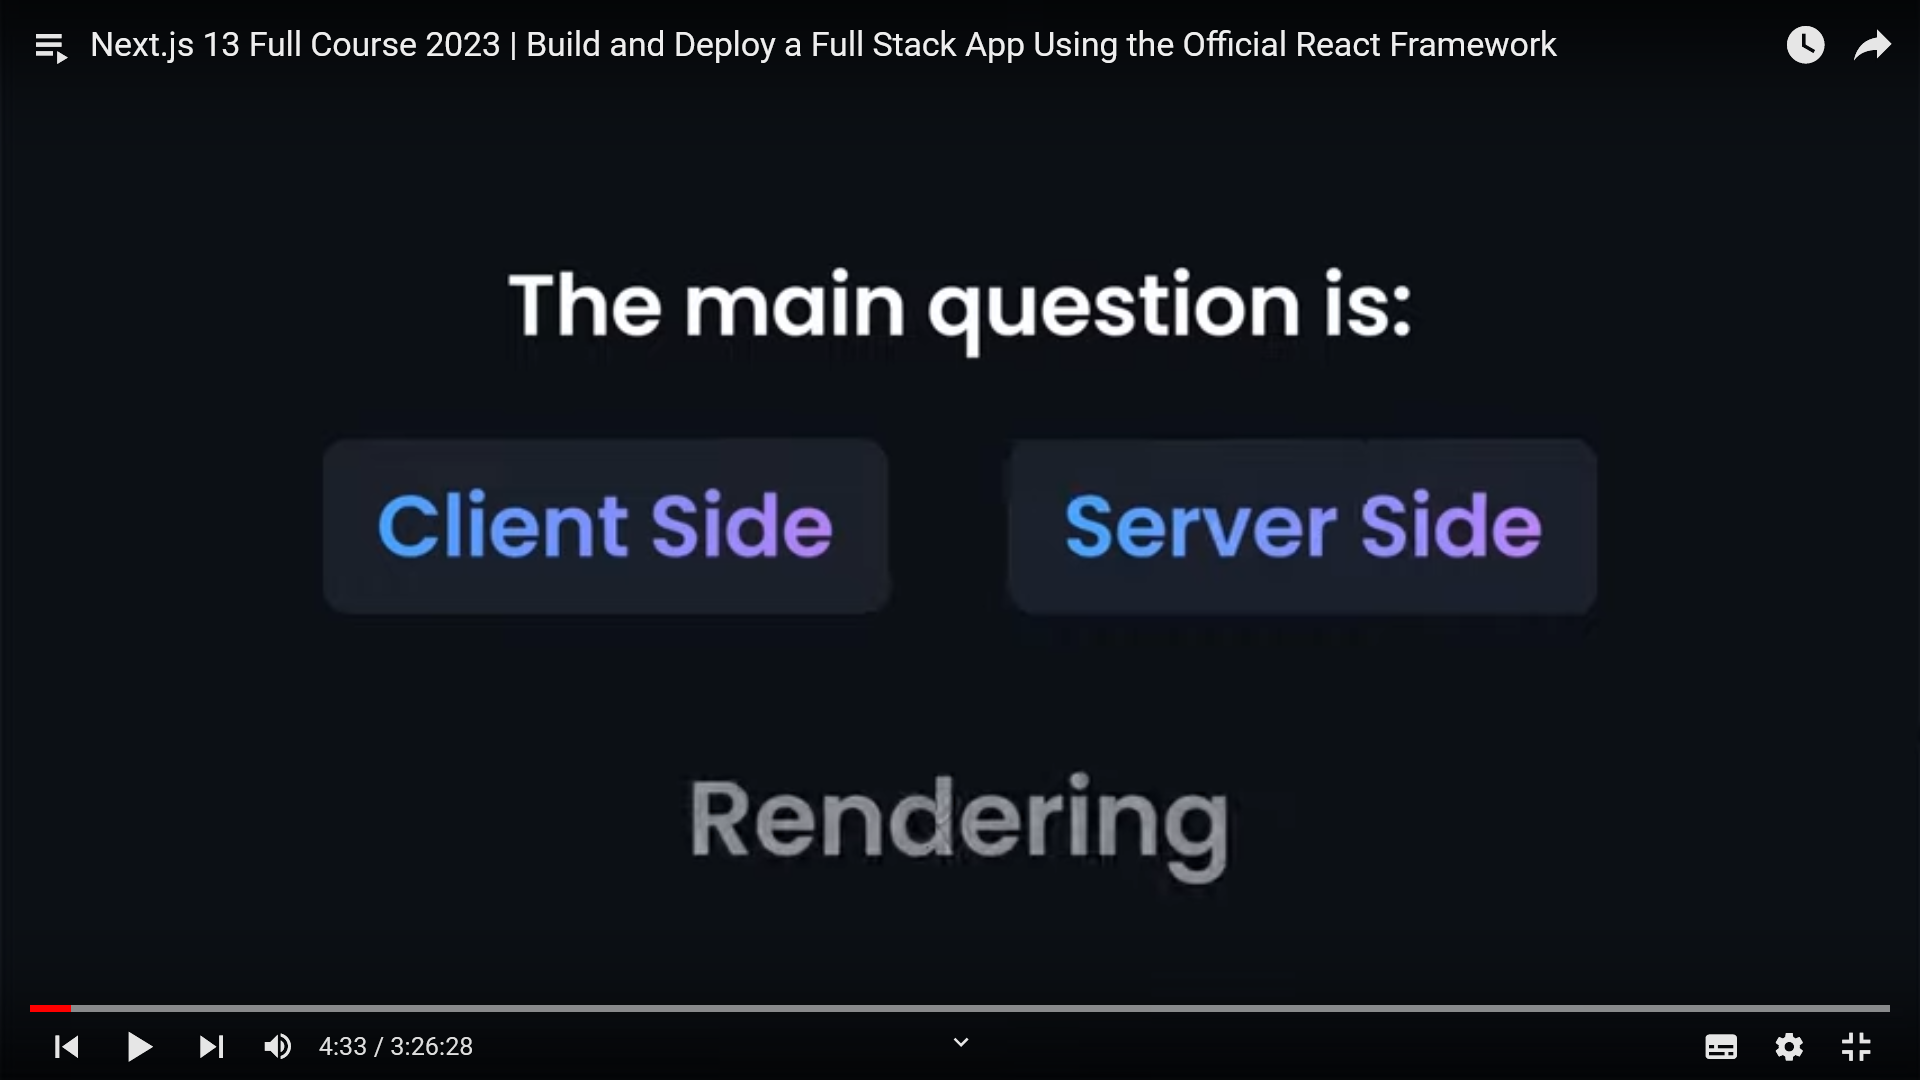 Next.js 13 Full Course 2023 | Build and Deploy a Full Stack App Using the Official React Framework
The main question is:
Client Side
Server Side
Rendering
4:33 / 3:26:28